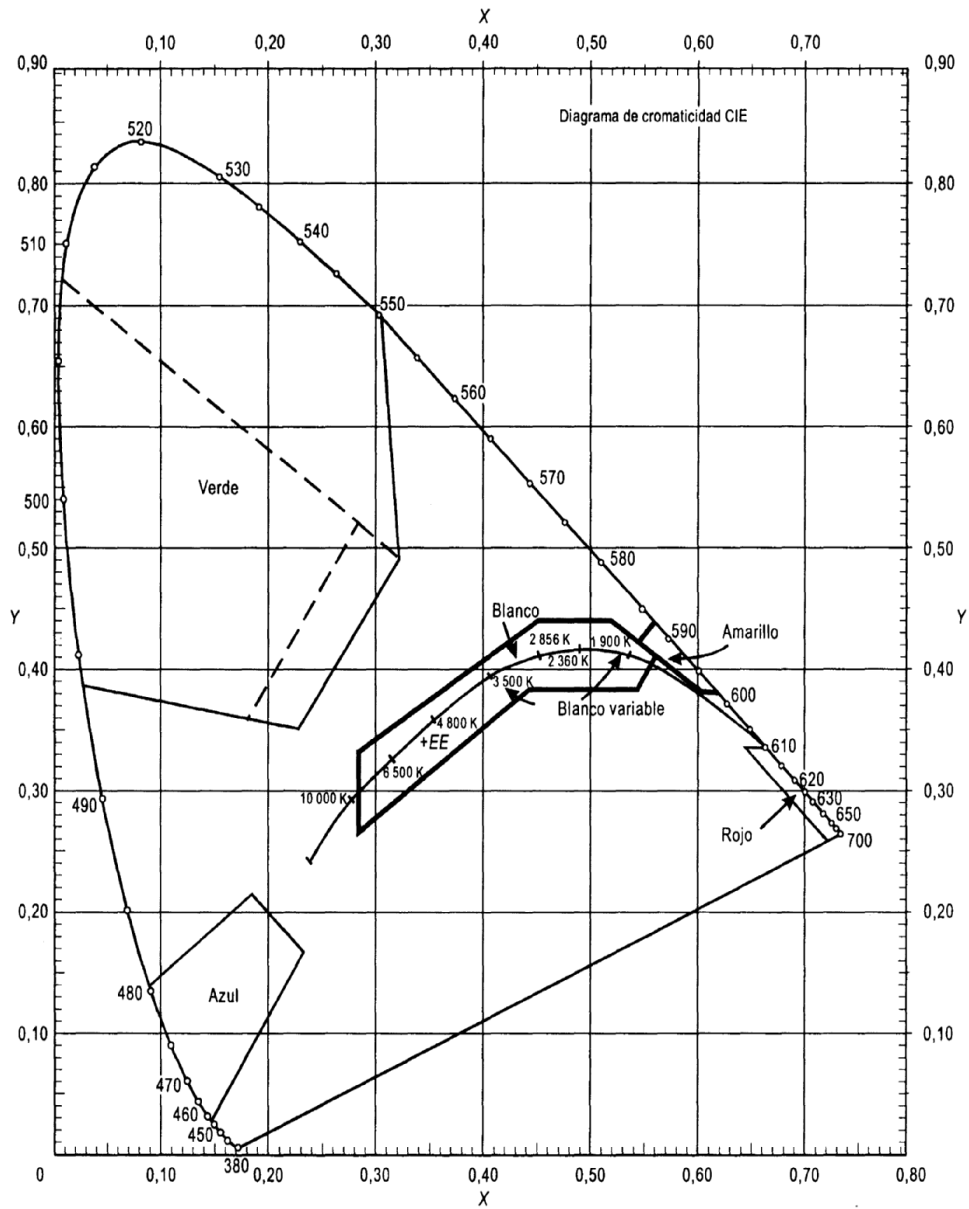 X
0,10 0,20 0,30 0,40 0,50 0,60 0,70
0,90 0,90
Diagrama de cromaticidad CIE
520
530
0,80 0,80
540
510
0,70 550 0,70
560
0,60 0,60
570
Verde
500
0,50 580 0,50
Y Y
Blanco 590 Amarillo
2 856 K 1 900 K
0,40 2 360 K 0,40
600
3 500 K
Blanco variable
4 800 K
+EE 610
6 500 K
620
0,30 10 000 K 630 0,30
490
650
Rojo
700
0,20 0,20
480 Azul
0,10 0,10
470
460
450
380
0 0,10 0,20 0,30 0,40 0,50 0,60 0,70 0,80
X